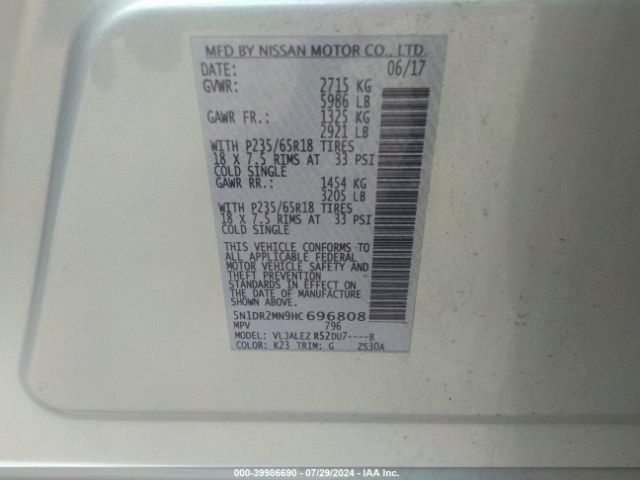 MFD BY NISSAN MOTOR CO., LTD.
DATE: 06/17
GVWR: 2715 KG
5986 LB
GAWR FR.: 1325 KG
2921 LB
WITH P235/65R18 TIRES
18 X 7.5 RIMS AT 33 PSI
COLD SINGLE
GAWR RR.: 1454 KG
3205 LB
WITH P235/65R18 TIRES
18 X 7.5 RIMS AT 33 PSI
COLD SINGLE
THIS VEHICLE CONFORMS TO
ALL APPLICABLE FEDERAL
MOTOR VEHICLE SAFETY AND
THEFT PREVENTION
STANDARDS IN EFFECT ON
THE DATE OF MANUFACTURE
SHOWN ABOVE.
5N1DR2MN9HC696808
MPV 796
MODEL: VLJALEZ R52DU7----8
COLOR: K23 TRIM: G ZS30A
000-39986690 - 07/29/2024 - IAA Inc.